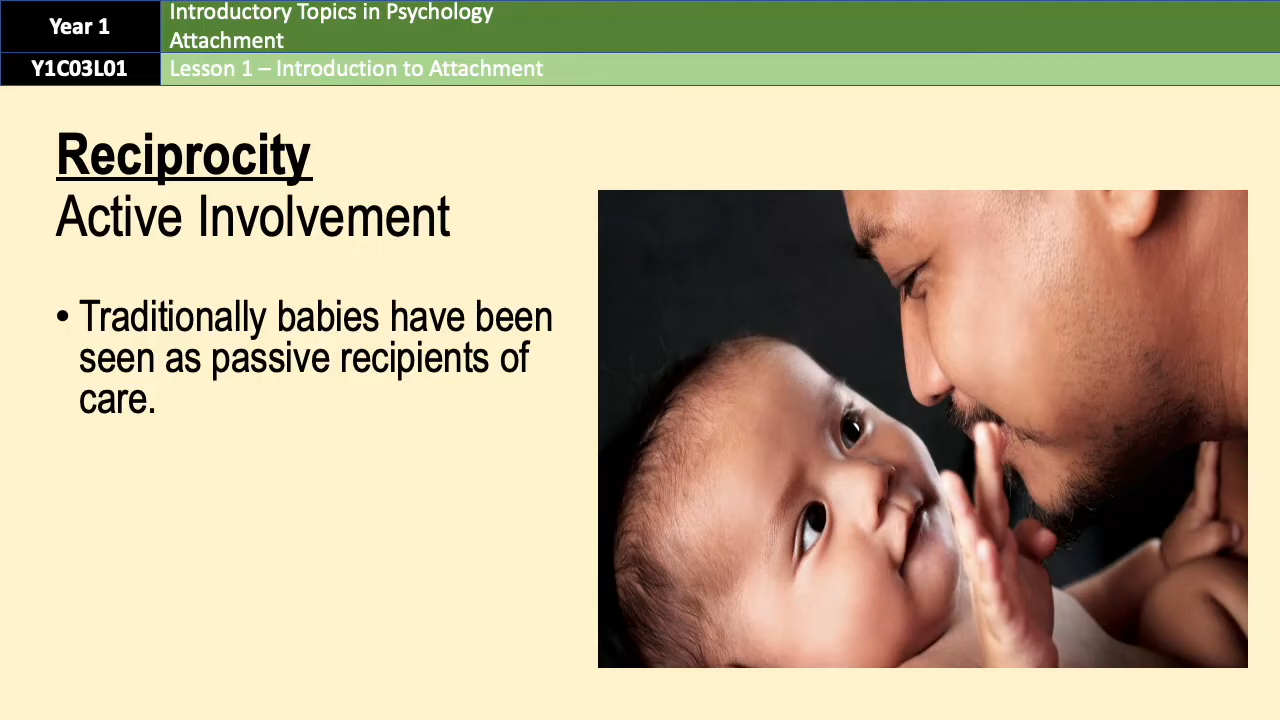 Year 1
Introductory Topics in Psychology
Attachment
Y1C03L01
Lesson 1 – Introduction to Attachment
Reciprocity
Active Involvement
• Traditionally babies have been
seen as passive recipients of
care.